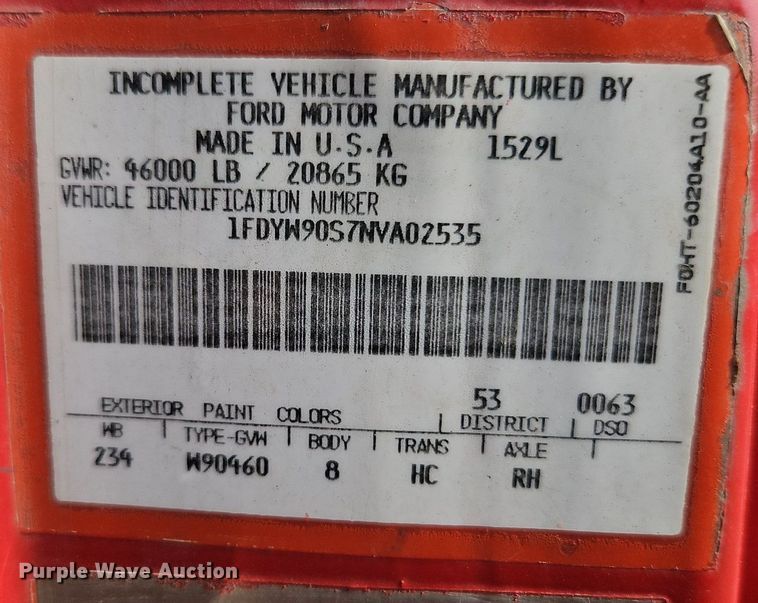 INCOMPLETE VEHICLE MANUFACTURED BY
FORD MOTOR COMPANY
MADE IN U.S.A 1529L
GVWR: 46000 LB / 20865 KG
VEHICLE IDENTIFICATION NUMBER
1FDYW90S7NVA02535
F0HT-60204A10-AA
53 0063
EXTERIOR PAINT COLORS DISTRICT DSO
WB TYPE-GVW BODY TRANS AXLE
234 W90460 8 HC RH
Purple Wave Auction